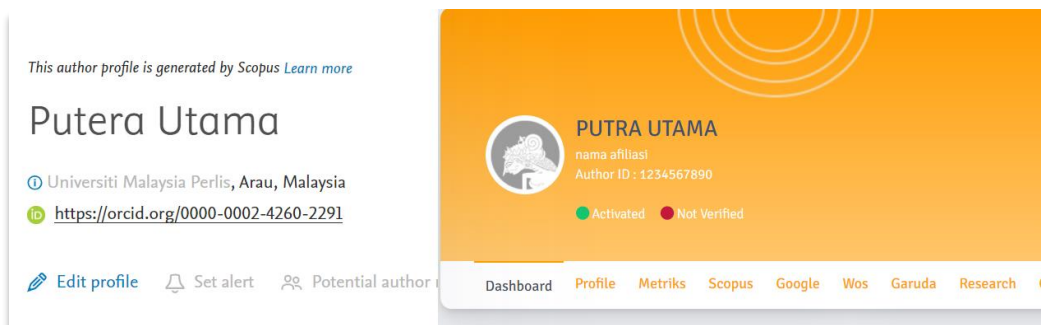 This author profile is generated by Scopus Learn more
Putera Utama
Universiti Malaysia Perlis, Arau, Malaysia
https://orcid.org/0000-0002-4260-2291
Edit profile Set alert Potential author
PUTRA UTAMA
nama afiliasi
Author ID : 1234567890
Activated Not Verified
Dashboard Profile Metriks Scopus Google Wos Garuda Research